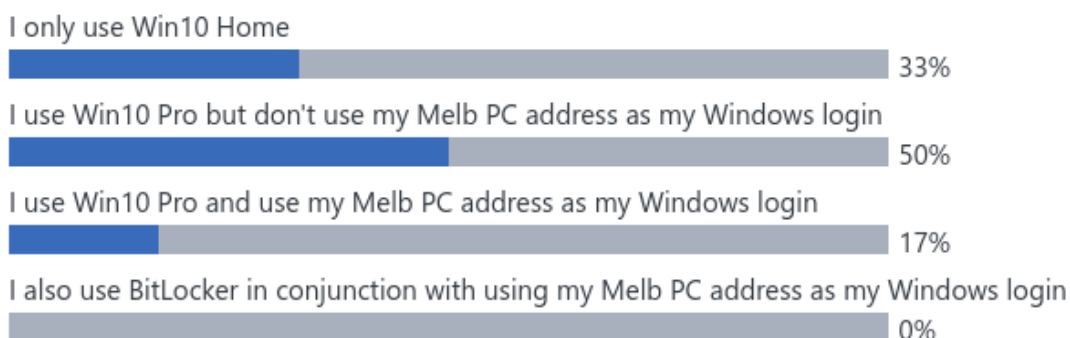 I only use Win10 Home
33%
I use Win10 Pro but don't use my Melb PC address as my Windows login
50%
I use Win10 Pro and use my Melb PC address as my Windows login
17%
I also use BitLocker in conjunction with using my Melb PC address as my Windows login
0%